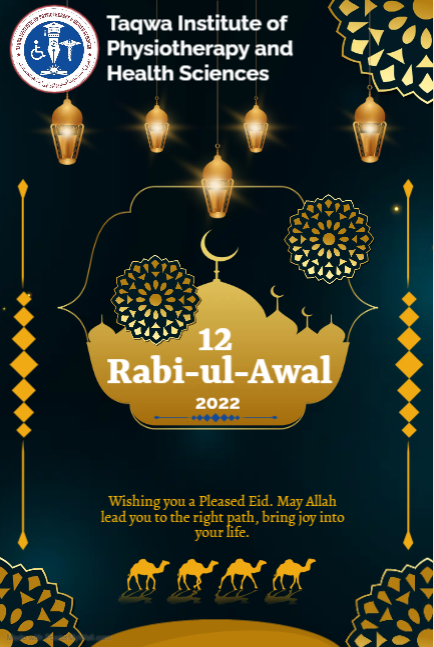 Taqwa Institute of
Physiotherapy and
Health Sciences
12
Rabi-ul-Awal
2022
Wishing you a Pleased Eid. May Allah
lead you to the right path, bring joy into
your life.